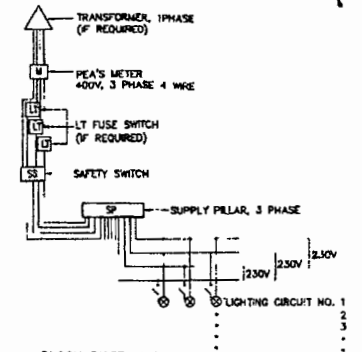 TRANSFORMER, 1PHASE
(IF REQUIRED)
M
PEA'S METER
400V, 3 PHASE 4 WIRE
LT
LT
LT
LT FUSE SWITCH
(IF REQUIRED)
SS
SAFETY SWITCH
SP
SUPPLY PILLAR, 3 PHASE
230V
230V
230V
LIGHTING CIRCUIT NO. 1
2
3